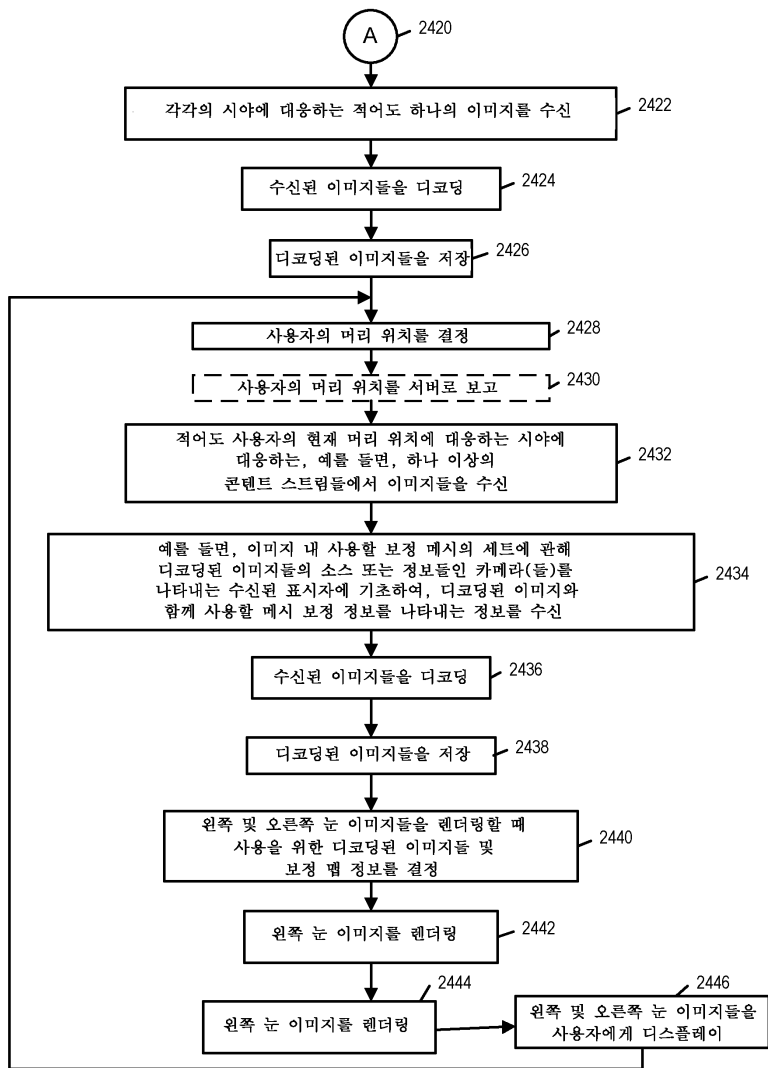 A
2420
각각의 시야에 대응하는 적어도 하나의 이미지를 수신
2422
수신된 이미지들을 디코딩
2424
디코딩된 이미지들을 저장
2426
사용자의 머리 위치를 결정
2428
사용자의 머리 위치를 서버로 보고
2430
적어도 사용자의 현재 머리 위치에 대응하는 시야에
대응하는, 예를 들면, 하나 이상의
콘텐트 스트림들에서 이미지들을 수신
2432
예를 들면, 이미지 내 사용할 보정 메시의 세트에 관해
디코딩된 이미지들의 소스 또는 정보들인 카메라(들)를
나타내는 수신된 표시자에 기초하여, 디코딩된 이미지와
함께 사용할 메시 보정 정보를 나타내는 정보를 수신
2434
수신된 이미지들을 디코딩
2436
디코딩된 이미지들을 저장
2438
왼쪽 및 오른쪽 눈 이미지들을 렌더링할 때
사용을 위한 디코딩된 이미지들 및
보정 맵 정보를 결정
2440
왼쪽 눈 이미지를 렌더링
2442
왼쪽 눈 이미지를 렌더링
2444
왼쪽 및 오른쪽 눈 이미지들을
사용자에게 디스플레이
2446